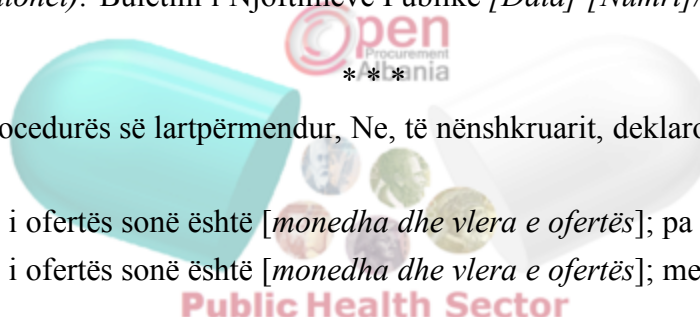 Buletini i Njoftimeve Publike [Data] [Numri]
Open
Procurement
Albania
* * *
ocedurës së lartpërmendur, Ne, të nënshkruarit, deklaro
i ofertës sonë është [monedha dhe vlera e ofertës]; pa
i ofertës sonë është [monedha dhe vlera e ofertës]; me
Public Health Sector